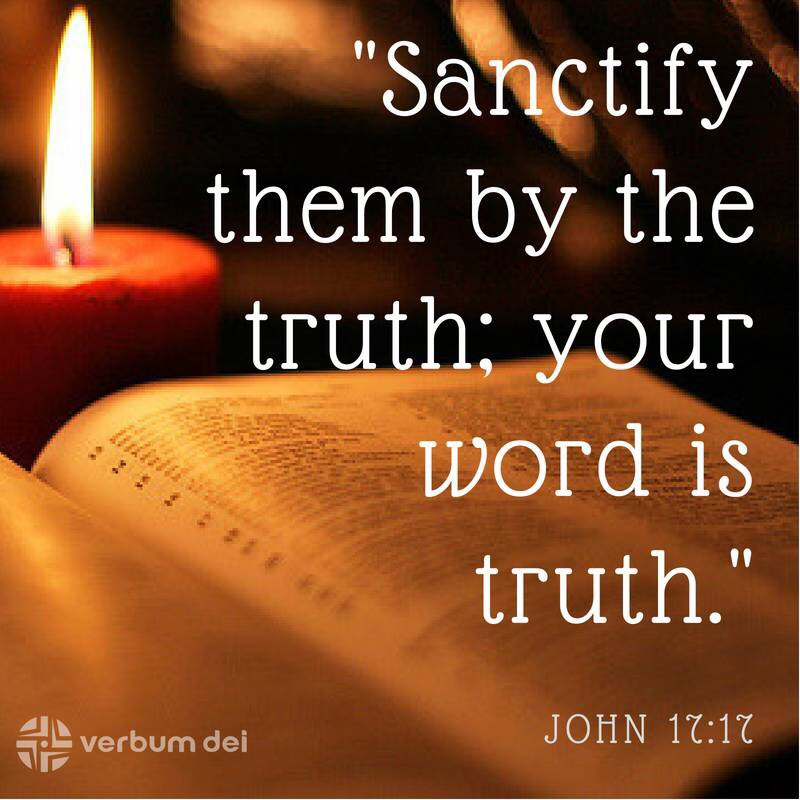 "Sanctify
them by the
truth; your
word is
truth."
JOHN 17:17
verbum dei